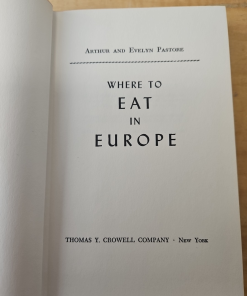 ARTHUR AND EVELYN PASTORE
WHERE TO
EAT
IN
EUROPE
THOMAS Y. CROWELL COMPANY · New York